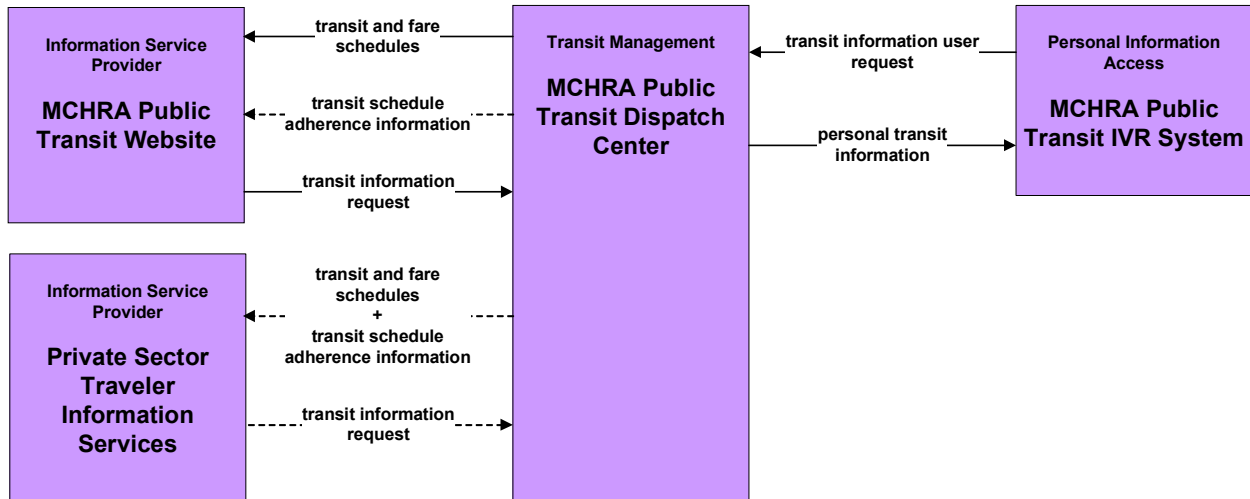 Information Service
Provider
MCHRA Public
Transit Website
transit and fare
schedules
transit schedule
adherence information
transit information
request
Information Service
Provider
Private Sector
Traveler
Information
Services
transit and fare
schedules
+
transit schedule
adherence information
transit information
request
Transit Management
MCHRA Public
Transit Dispatch
Center
transit information user
request
personal transit
information
Personal Information
Access
MCHRA Public
Transit IVR System